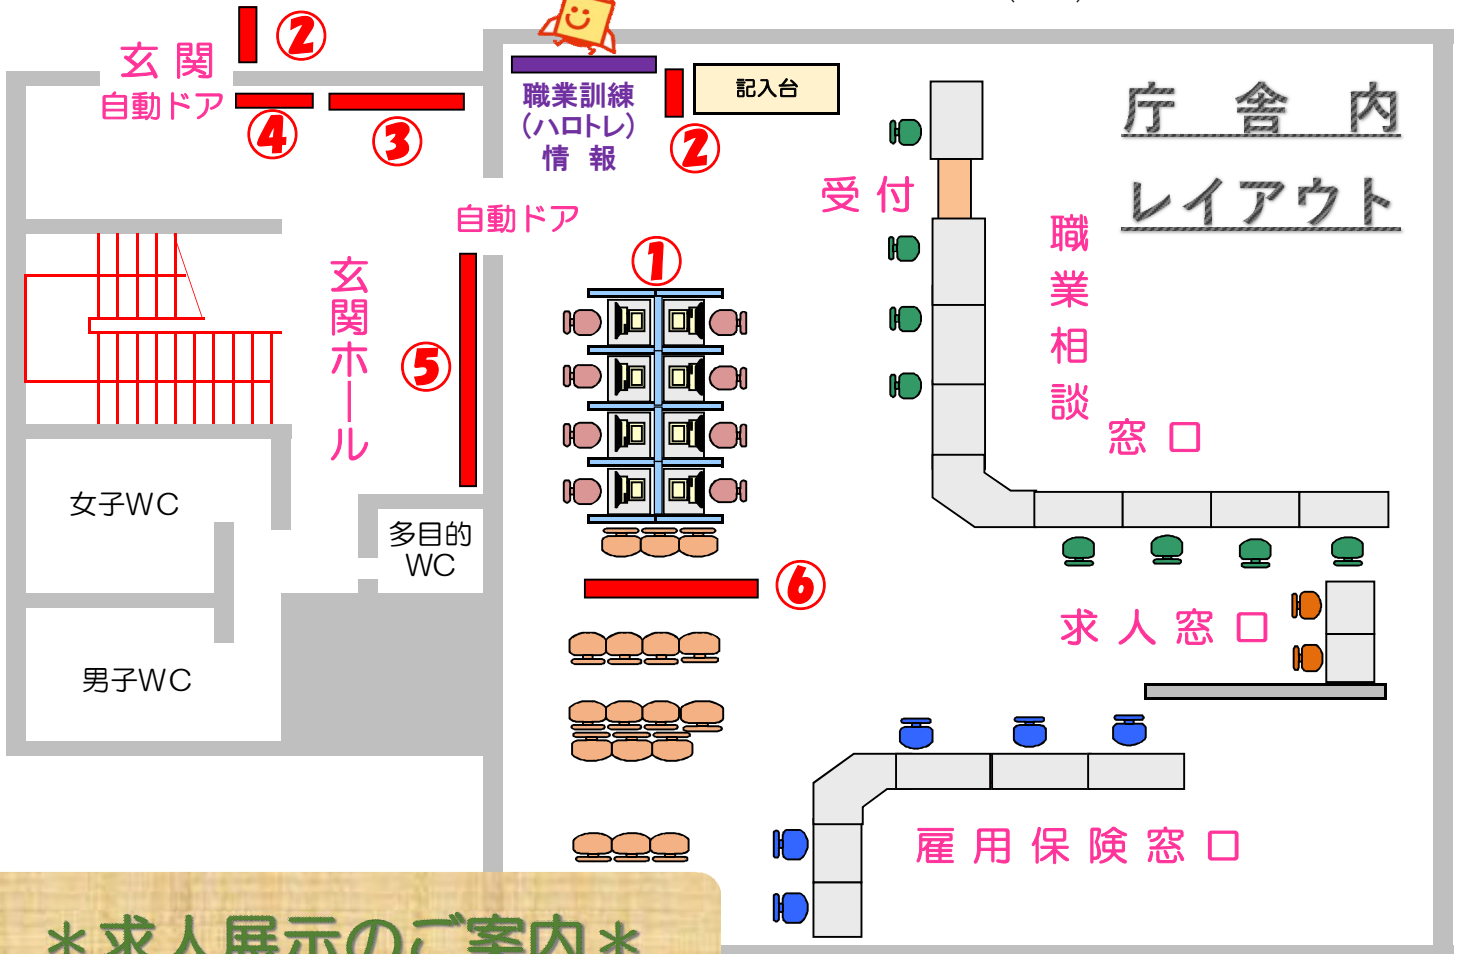 玄関
②
自動ドア
④
③
職業訓練
(ハロトレ)
情 報
②
記入台
庁 舎 内
レイアウト
受付
自動ドア
①
職業相談
窓口
玄関ホール
⑤
女子WC
多目的
WC
⑥
求人窓口
男子WC
雇用保険窓口
＊求人展示のご案内＊